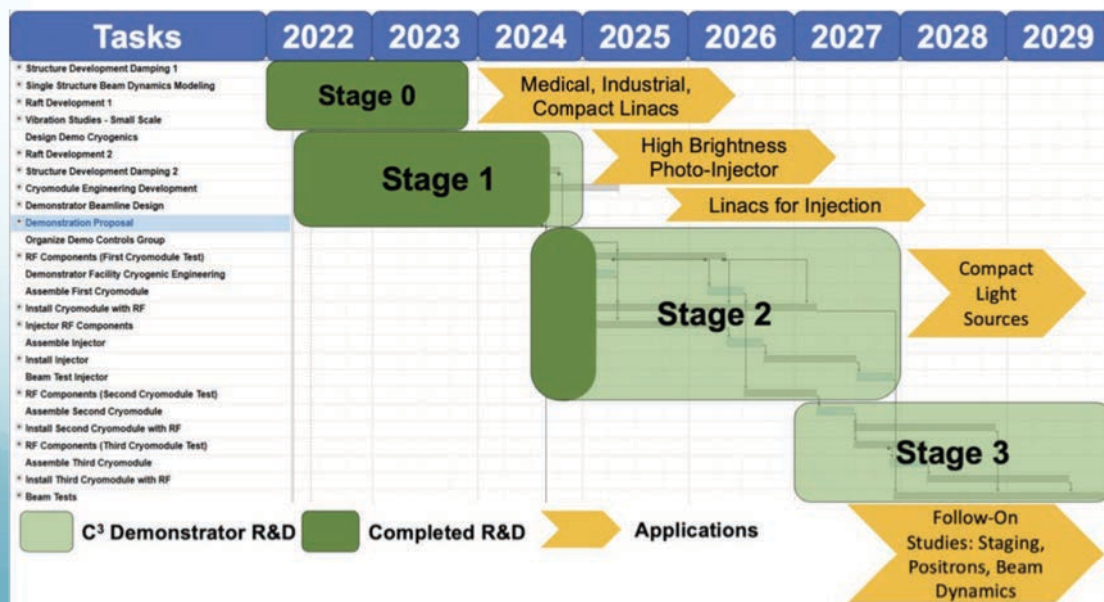 Tasks 2022 2023 2024 2025 2026 2027 2028 2029
Structure Development Damping 1
Single Structure Beam Dynamics Modeling
Raft Development 1
Vibration Studies - Small Scale
Design Demo Cryogenics
Raft Development 2
Structure Development Damping 2
Cryomodule Engineering Development
Demonstrator Beamline Design
Demonstration Proposal
Organize Demo Controls Group
RF Components (First Cryomodule Test)
Demonstrator Facility Cryogenic Engineering
Assemble First Cryomodule
Install Cryomodule with RF
Injector RF Components
Assemble Injector
Install Injector
Beam Test Injector
RF Components (Second Cryomodule Test)
Assemble Second Cryomodule
Install Second Cryomodule with RF
RF Components (Third Cryomodule Test)
Assemble Third Cryomodule
Install Third Cryomodule with RF
Beam Tests
Stage 0
Medical, Industrial,
Compact Linacs
Stage 1
High Brightness
Photo-Injector
Linacs for Injection
Stage 2
Compact
Light
Sources
Stage 3
C³ Demonstrator R&D
Completed R&D
Applications
Follow-On
Studies: Staging,
Positrons, Beam
Dynamics